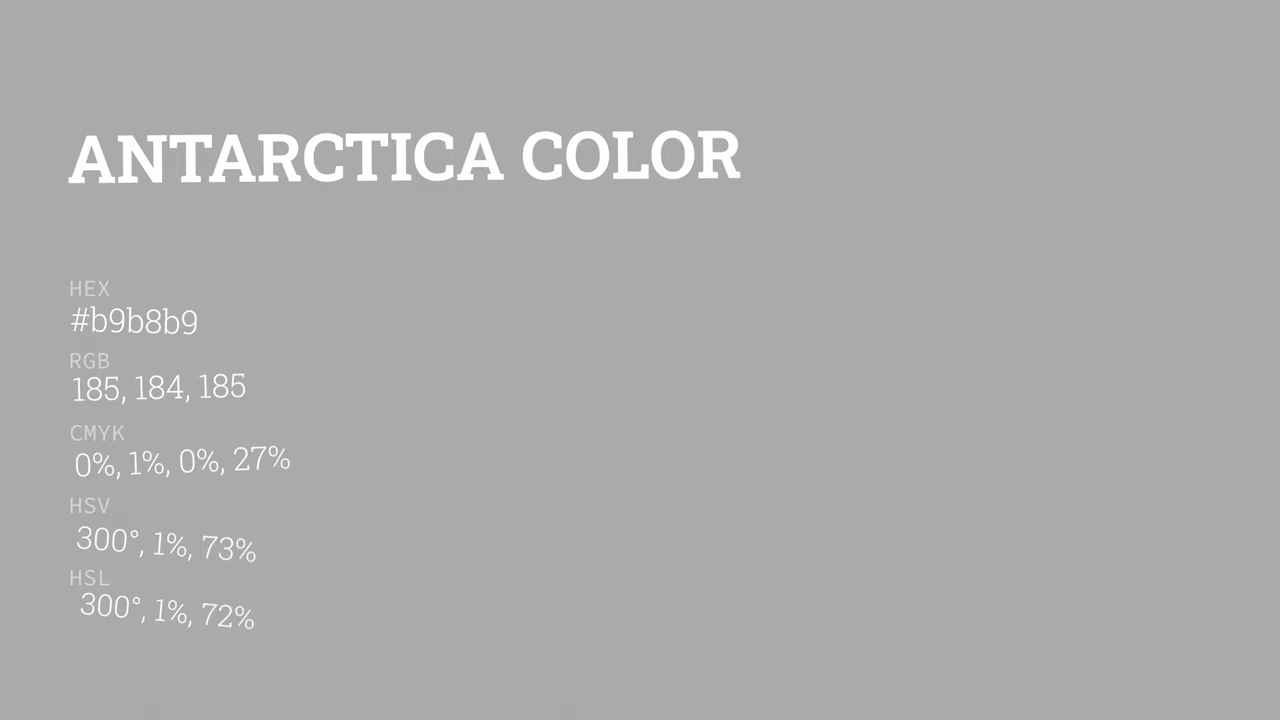 ANTARCTICA COLOR
HEX
#b9b8b9
RGB
185, 184, 185
CMYK
0%, 1%, 0%, 27%
HSV
300°, 1%, 73%
HSL
300°, 1%, 72%